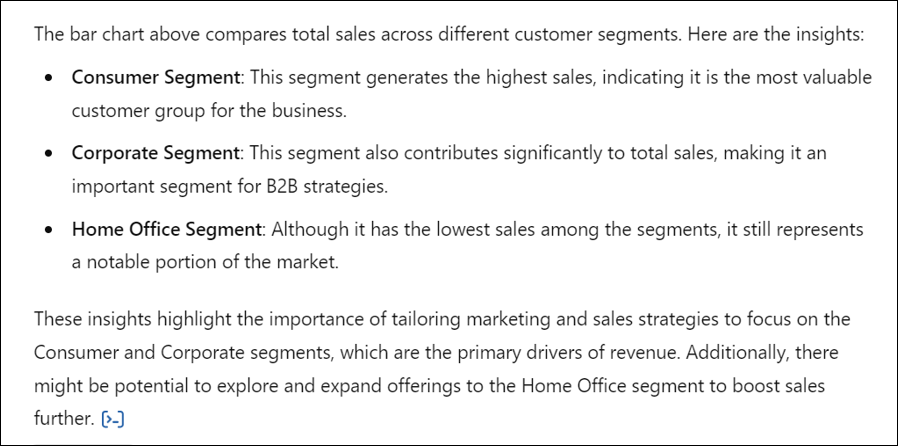 The bar chart above compares total sales across different customer segments. Here are the insights:
• Consumer Segment: This segment generates the highest sales, indicating it is the most valuable
customer group for the business.
• Corporate Segment: This segment also contributes significantly to total sales, making it an
important segment for B2B strategies.
• Home Office Segment: Although it has the lowest sales among the segments, it still represents
a notable portion of the market.
These insights highlight the importance of tailoring marketing and sales strategies to focus on the
Consumer and Corporate segments, which are the primary drivers of revenue. Additionally, there
might be potential to explore and expand offerings to the Home Office segment to boost sales
further. [>-]